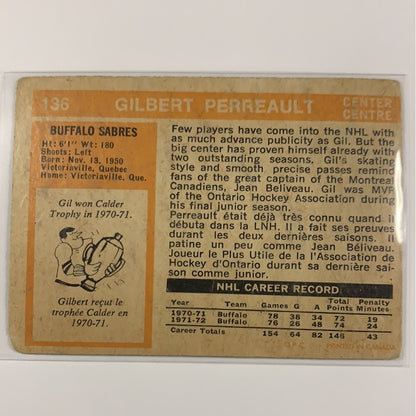 136 GILBERT PERREAULT CENTER
CENTRE
BUFFALO SABRES
Ht: 6'1" Wt: 180
Shoots: Left
Born: Nov. 13, 1950
Victoriaville, Quebec
Home: Victoriaville, Que.
Gil won Calder
Trophy in 1970-71.
Gilbert reçut le
trophée Calder en
1970-71.
Few players have come into the NHL with
as much advance publicity as Gil. But the
big center has proven himself already with
two outstanding seasons. Gil's skating
style and smooth precise passes remind
fans of the great captain of the Montreal
Canadiens, Jean Beliveau. Gil was MVP
of the Ontario Hockey Association during
his final junior season.
Perreault était déjà très connu quand il
débuta dans la LNH. Il a fait ses preuves
durant les deux dernières saisons. Il
patine un peu comme Jean Béliveau.
Joueur le Plus Utile de la l'Association de
Hockey d'Ontario durant sa dernière sai-
son comme junior.
NHL CAREER RECORD
Year Team Games G A Total Points Penalty Minutes
1970-71 Buffalo 78 38 34 72 19
1971-72 Buffalo 76 26 48 74 24
Career Totals 154 64 82 146 43
O.P.C. PRINTED IN CANADA